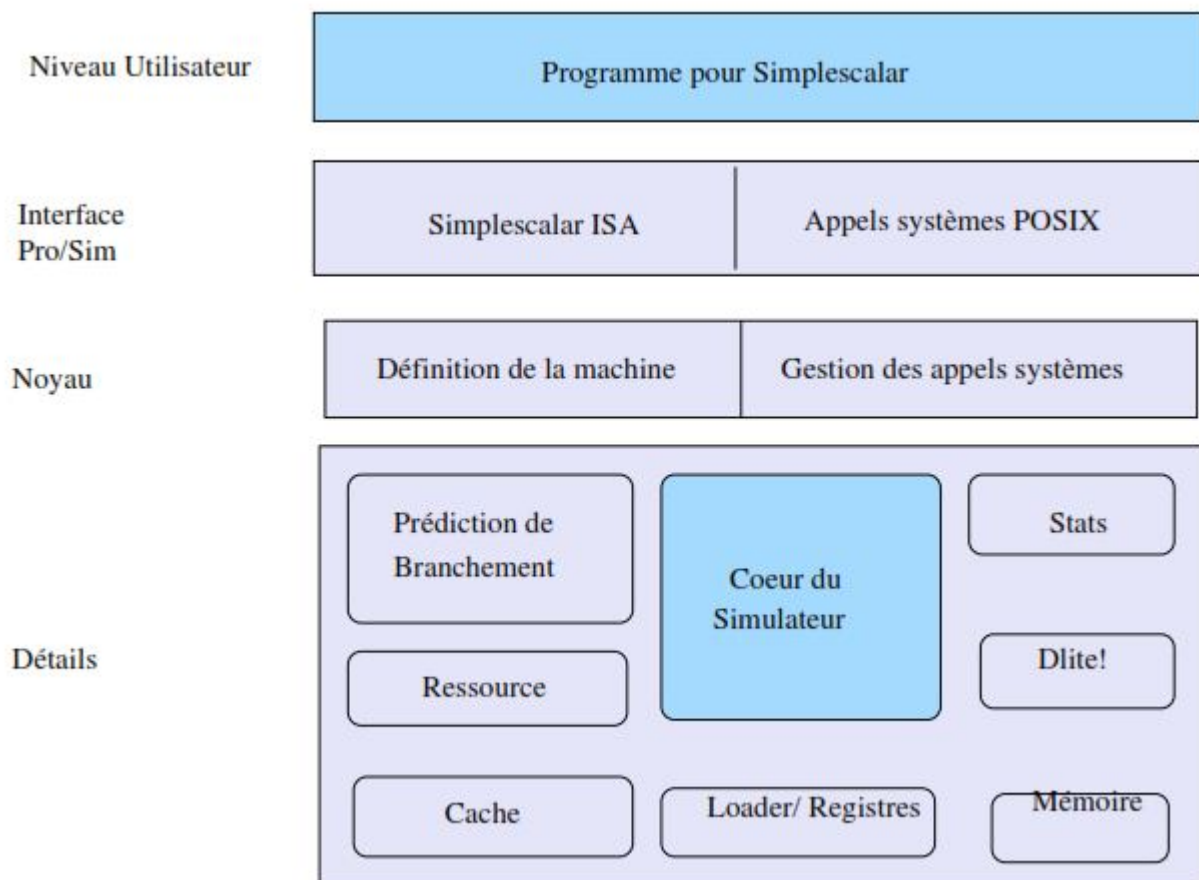 Niveau Utilisateur
Programme pour Simplescalar
Interface
Pro/Sim
Simplescalar ISA
Appels systèmes POSIX
Noyau
Définition de la machine
Gestion des appels systèmes
Détails
Prédiction de
Branchement
Coeur du
Simulateur
Stats
Ressource
Dlite!
Cache
Loader/ Registres
Mémoire